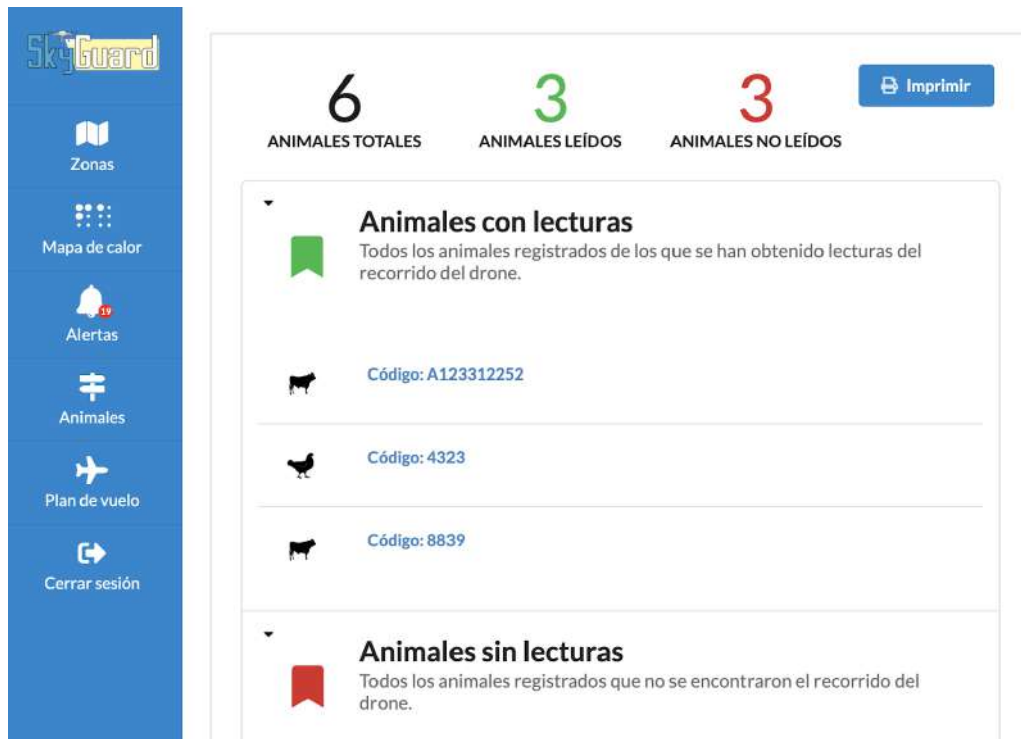 SkyGuard
Zonas
Mapa de calor
19
Alertas
Animales
Plan de vuelo
Cerrar sesión
6
ANIMALES TOTALES
3
ANIMALES LEÍDOS
3
ANIMALES NO LEÍDOS
Imprimir
Animales con lecturas
Todos los animales registrados de los que se han obtenido lecturas del
recorrido del drone.
Código: A123312252
Código: 4323
Código: 8839
Animales sin lecturas
Todos los animales registrados que no se encontraron el recorrido del
drone.